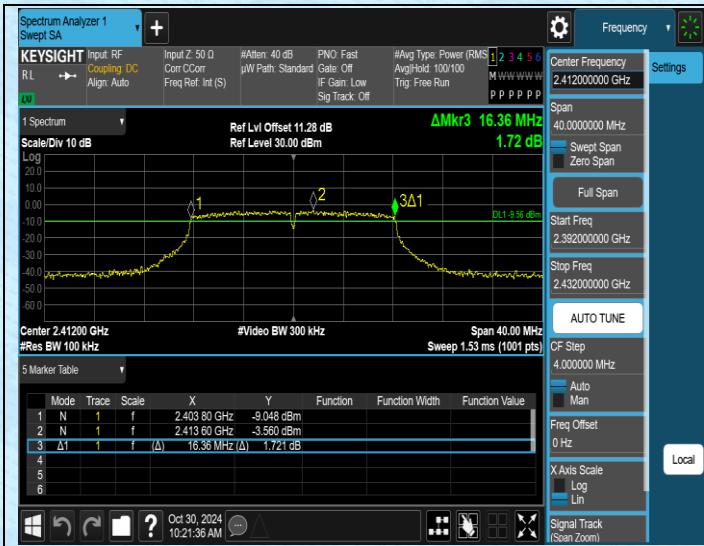 Spectrum Analyzer 1
Swept SA
Frequency
KEYSIGHT
RL
LXI
Input: RF
Coupling: DC
Align: Auto
Input Z: 50 Ω
Corr CCorr
Freq Ref: Int (S)
#Atten: 40 dB
µW Path: Standard
PNO: Fast
Gate: Off
IF Gain: Low
Sig Track: Off
#Avg Type: Power (RMS
Avg|Hold: 100/100
Trig: Free Run
1 2 3 4 5 6
M W W W W W
P P P P P P
Center Frequency
2.412000000 GHz
Settings
Span
40.0000000 MHz
Swept Span
Zero Span
Full Span
Start Freq
2.392000000 GHz
Stop Freq
2.432000000 GHz
AUTO TUNE
CF Step
4.000000 MHz
Auto
Man
Freq Offset
0 Hz
X Axis Scale
Log
Lin
Signal Track
(Span Zoom)
Local
1 Spectrum
Scale/Div 10 dB
Ref Lvl Offset 11.28 dB
Ref Level 30.00 dBm
ΔMkr3 16.36 MHz
1.72 dB
Log
20.0
10.0
0.00
-10.0
-20.0
-30.0
-40.0
-50.0
-60.0
1
2
3Δ1
DL1 -9.56 dBm
Center 2.41200 GHz
#Video BW 300 kHz
Span 40.00 MHz
#Res BW 100 kHz
Sweep 1.53 ms (1001 pts)
5 Marker Table
Mode Trace Scale X Y Function Function Width Function Value
1 N 1 f 2.403 80 GHz -9.048 dBm
2 N 1 f 2.413 60 GHz -3.560 dBm
3 Δ1 1 f (Δ) 16.36 MHz (Δ) 1.721 dB
4
5
6
?
Oct 30, 2024
10:21:36 AM